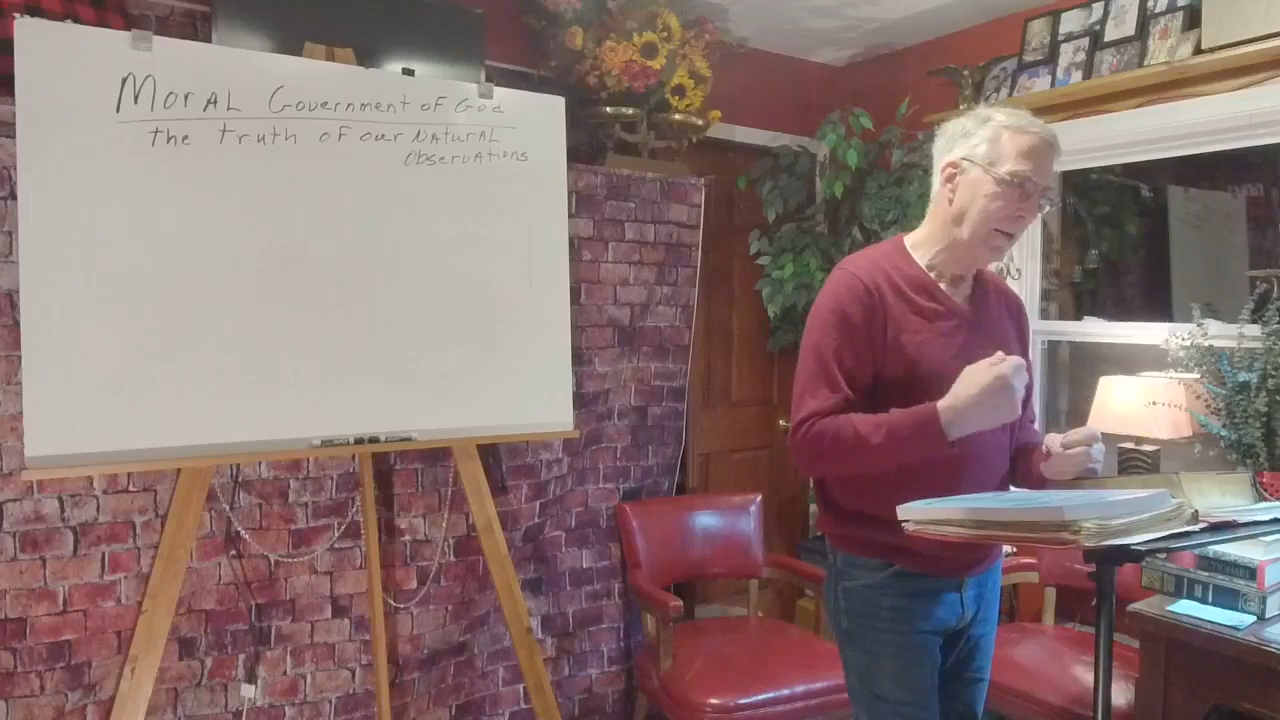 Moral Government of God
the truth of our Natural
Observations